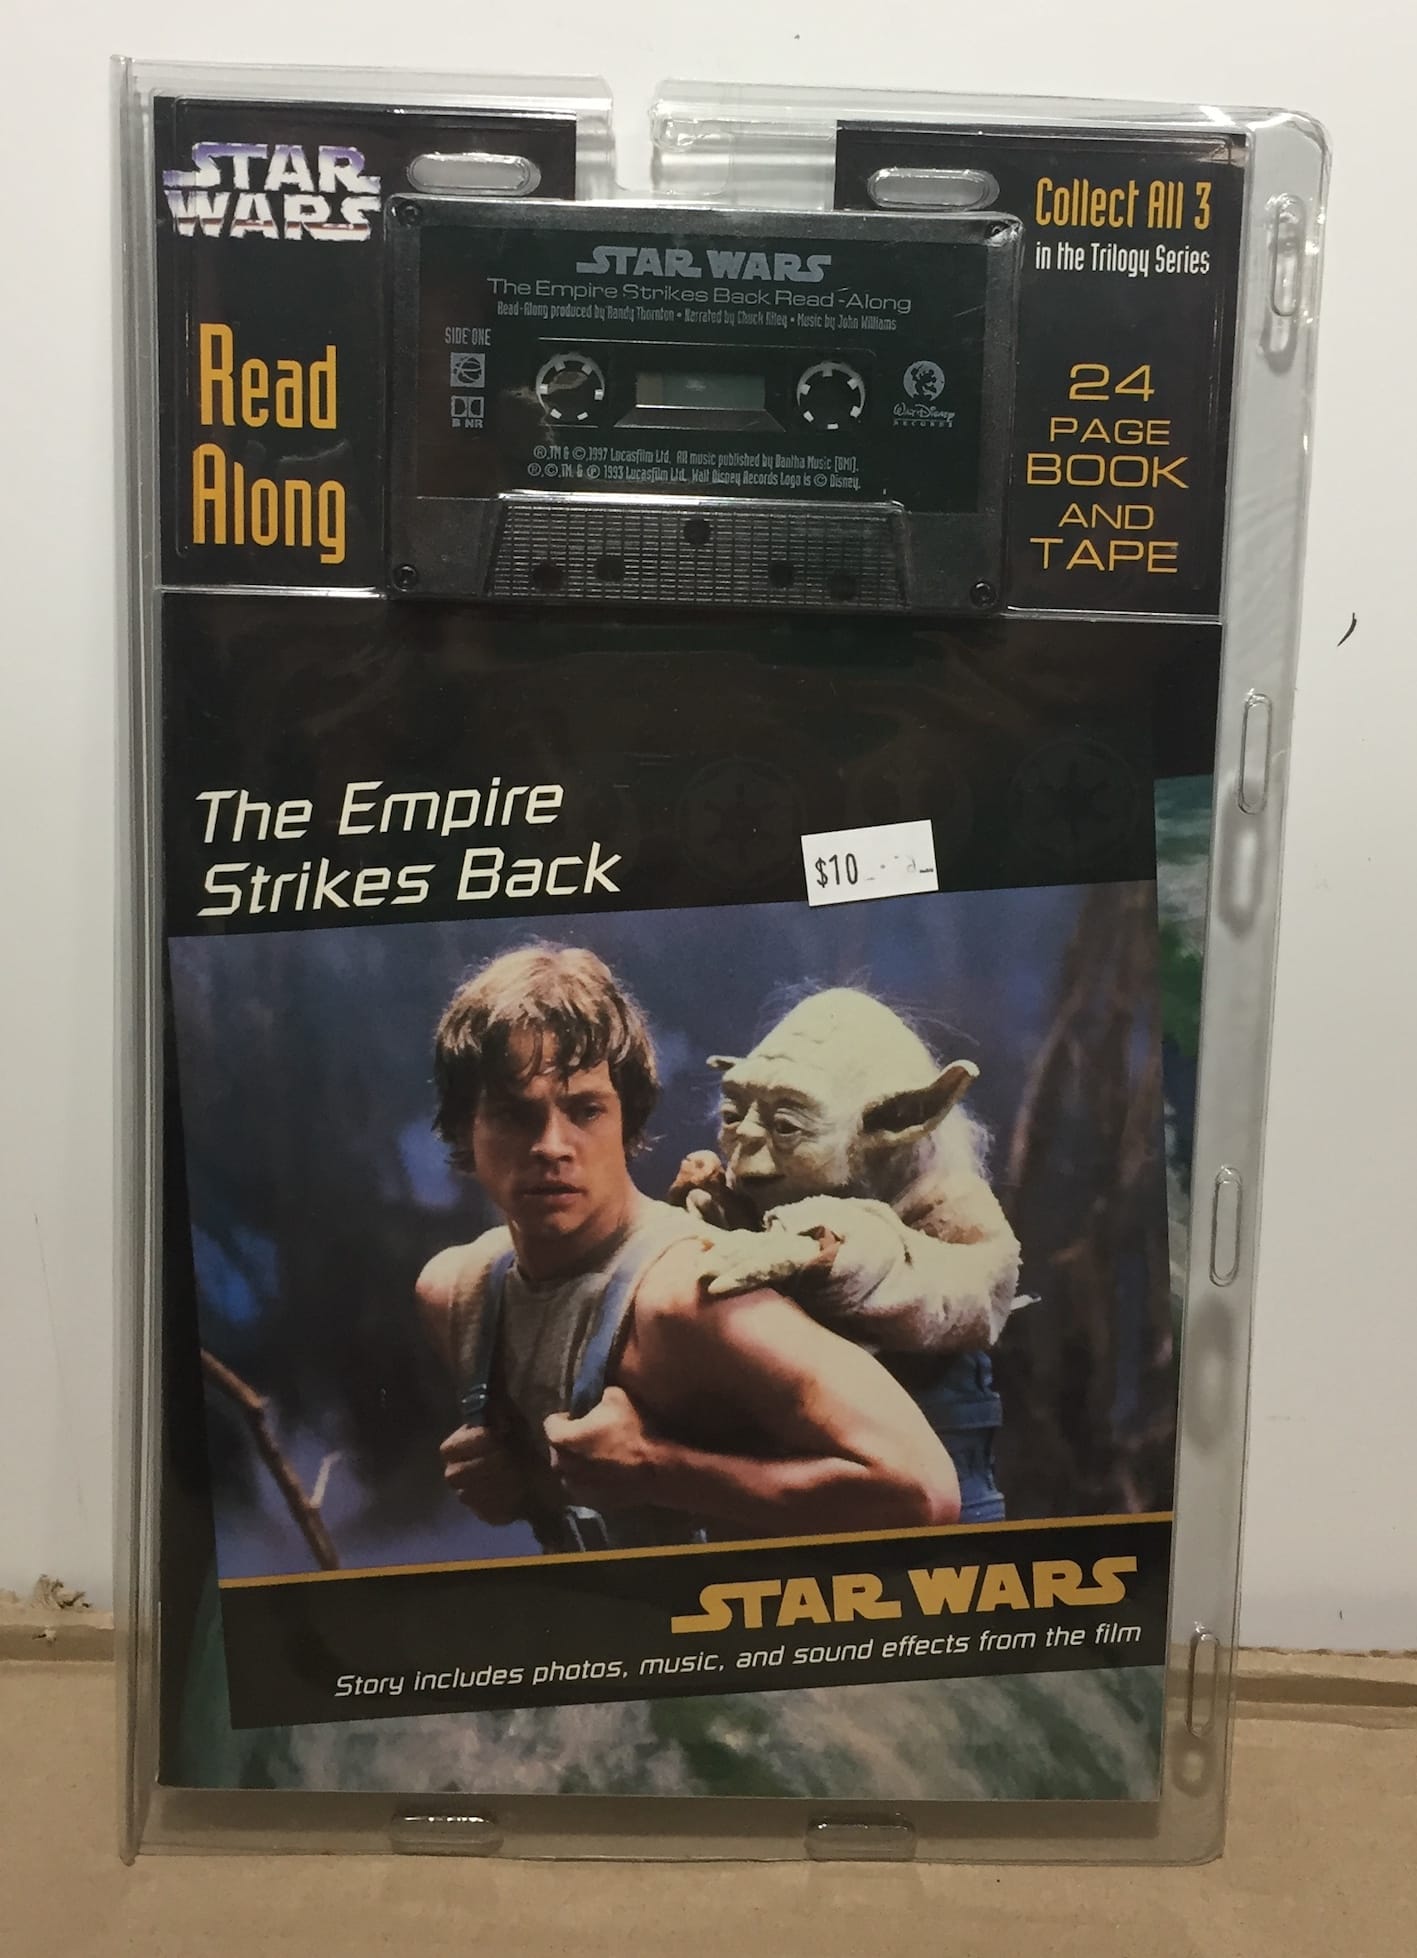 STAR
WARS
Read
Along
STAR WARS
The Empire Strikes Back Read-Along
Read-Along produced by Randy Thornton • Narrated by Chuck Riley • Music by John Williams
SIDE ONE
B NR
Walt Disney
RECORDS
®, TM & © 1997 Lucasfilm Ltd. All music published by Bantha Music (BMI).
®, ©, TM & ℗ 1993 Lucasfilm Ltd. Walt Disney Records Logo is © Disney.
Collect All 3
in the Trilogy Series
24
PAGE
BOOK
AND
TAPE
The Empire
Strikes Back
$10
STAR WARS
Story includes photos, music, and sound effects from the film